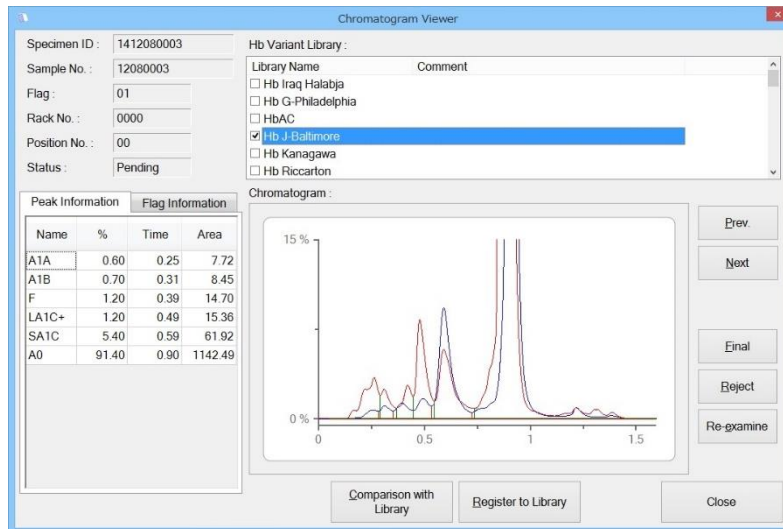 Chromatogram Viewer
Specimen ID : 1412080003
Sample No. : 12080003
Flag : 01
Rack No. : 0000
Position No. : 00
Status : Pending
Hb Variant Library :
Library Name Comment
Hb Iraq Halabja
Hb G-Philadelphia
HbAC
Hb J-Baltimore
Hb Kanagawa
Hb Riccarton
Peak Information Flag Information
Name % Time Area
A1A 0.60 0.25 7.72
A1B 0.70 0.31 8.45
F 1.20 0.39 14.70
LA1C+ 1.20 0.49 15.36
SA1C 5.40 0.59 61.92
A0 91.40 0.90 1142.49
Chromatogram :
15 %
0 %
0 0.5 1 1.5
Prev.
Next
Final
Reject
Re-examine
Comparison with
Library
Register to Library
Close